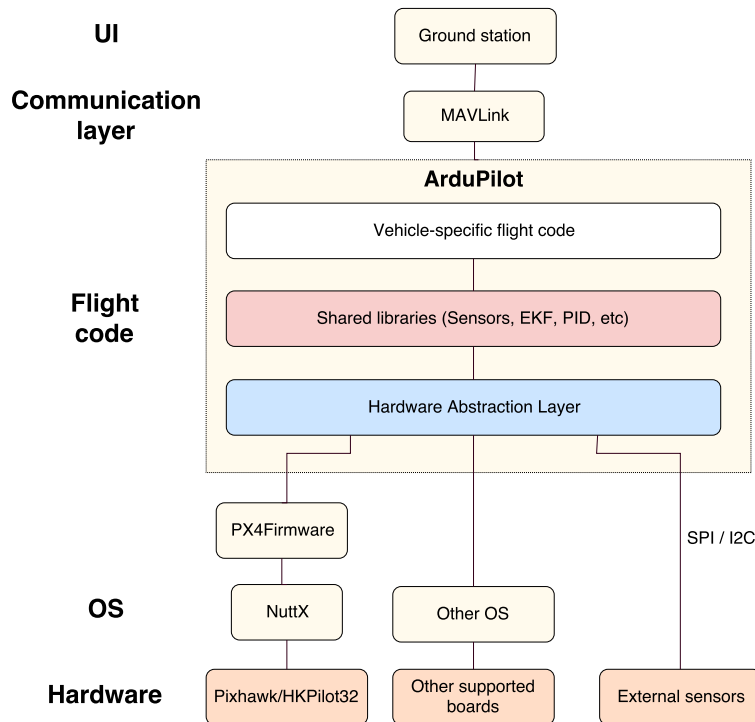 UI
Ground station
Communication
layer
MAVLink
ArduPilot
Vehicle-specific flight code
Flight
code
Shared libraries (Sensors, EKF, PID, etc)
Hardware Abstraction Layer
PX4Firmware
SPI / I2C
OS
NuttX
Other OS
Hardware
Pixhawk/HKPilot32
Other supported
boards
External sensors